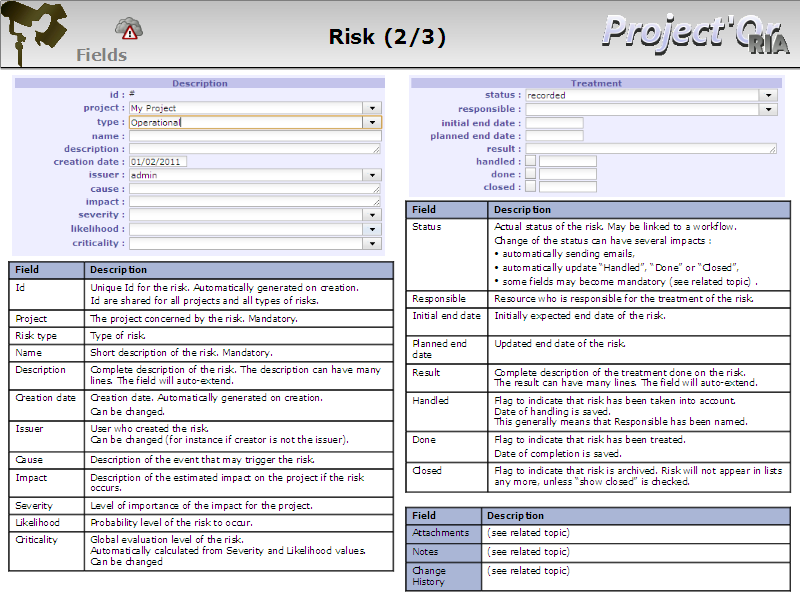 Risk (2/3)
Project'Or
RIA
Fields
Description
id : #
project : My Project
type : Operational
name :
description :
creation date : 01/02/2011
issuer : admin
cause :
impact :
severity :
likelihood :
criticality :
Field Description
Id Unique Id for the risk. Automatically generated on creation.
Id are shared for all projects and all types of risks.
Project The project concerned by the risk. Mandatory.
Risk type Type of risk.
Name Short description of the risk. Mandatory.
Description Complete description of the risk. The description can have many
lines. The field will auto-extend.
Creation date Creation date. Automatically generated on creation.
Can be changed.
Issuer User who created the risk.
Can be changed (for instance if creator is not the issuer).
Cause Description of the event that may trigger the risk.
Impact Description of the estimated impact on the project if the risk
occurs.
Severity Level of importance of the impact for the project.
Likelihood Probability level of the risk to occur.
Criticality Global evaluation level of the risk.
Automatically calculated from Severity and Likelihood values.
Can be changed
Treatment
status : recorded
responsible :
initial end date :
planned end date :
result :
handled :
done :
closed :
Field Description
Status Actual status of the risk. May be linked to a workflow.
Change of the status can have several impacts :
• automatically sending emails,
• automatically update "Handled", "Done" or "Closed",
• some fields may become mandatory (see related topic) .
Responsible Resource who is responsible for the treatment of the risk.
Initial end date Initially expected end date of the risk.
Planned end
date Updated end date of the risk.
Result Complete description of the treatment done on the risk.
The result can have many lines. The field will auto-extend.
Handled Flag to indicate that risk has been taken into account.
Date of handling is saved.
This generally means that Responsible has been named.
Done Flag to indicate that risk has been treated.
Date of completion is saved.
Closed Flag to indicate that risk is archived. Risk will not appear in lists
any more, unless "show closed" is checked.
Field Description
Attachments (see related topic)
Notes (see related topic)
Change
History (see related topic)